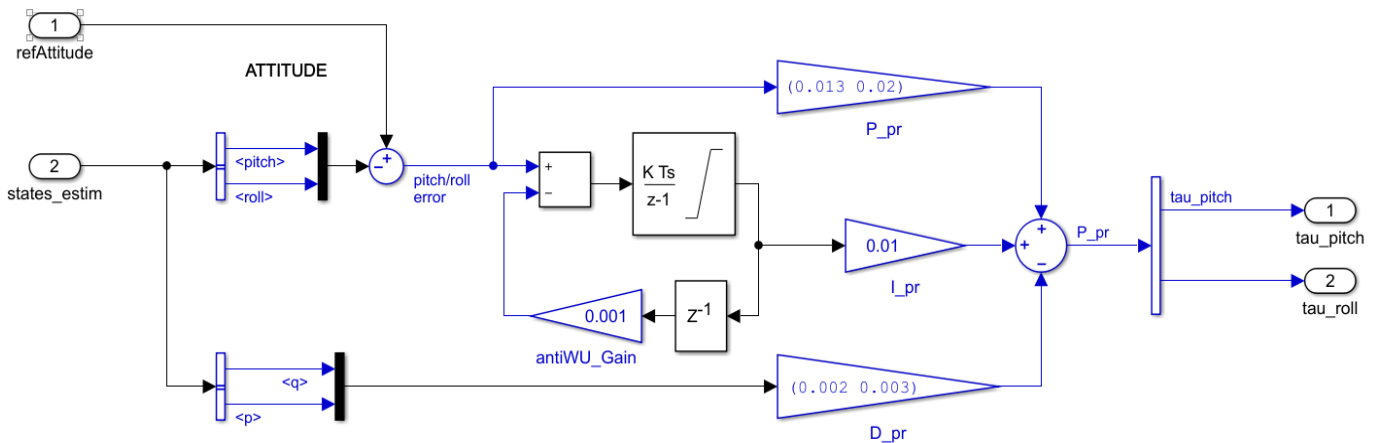 1
refAttitude
ATTITUDE
(0.013 0.02)
P_pr
2
states_estim
<pitch>
<roll>
− +
pitch/roll
error
+
−
K Ts
z-1
tau_pitch
1
tau_pitch
+
+
−
P_pr
0.01
I_pr
2
tau_roll
0.001
antiWU_Gain
Z-1
<q>
<p>
(0.002 0.003)
D_pr